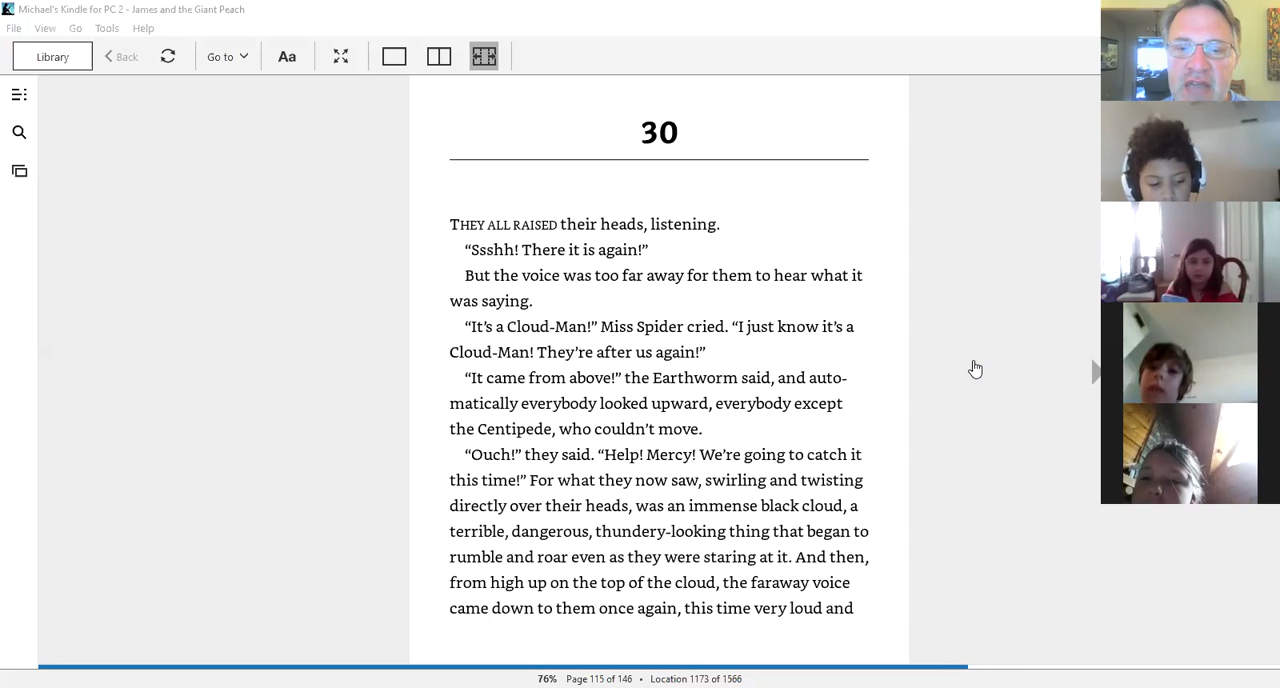 Michael's Kindle for PC 2 - James and the Giant Peach
File View Go Tools Help
Library Back Go to Aa
30
THEY ALL RAISED their heads, listening.
“Ssshh! There it is again!”
But the voice was too far away for them to hear what it
was saying.
“It’s a Cloud-Man!” Miss Spider cried. “I just know it’s a
Cloud-Man! They’re after us again!”
“It came from above!” the Earthworm said, and auto-
matically everybody looked upward, everybody except
the Centipede, who couldn’t move.
“Ouch!” they said. “Help! Mercy! We’re going to catch it
this time!” For what they now saw, swirling and twisting
directly over their heads, was an immense black cloud, a
terrible, dangerous, thundery-looking thing that began to
rumble and roar even as they were staring at it. And then,
from high up on the top of the cloud, the faraway voice
came down to them once again, this time very loud and
76% Page 115 of 146 • Location 1173 of 1566